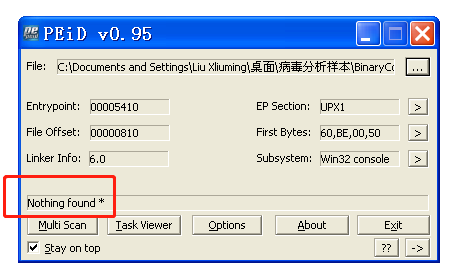 PEiD v0.95
File: C:\Documents and Settings\Liu Xliuming\桌面\病毒分析样本\BinaryC ...
Entrypoint: 00005410 EP Section: UPX1 >
File Offset: 00000810 First Bytes: 60,BE,00,50 >
Linker Info: 6.0 Subsystem: Win32 console >
Nothing found *
Multi Scan Task Viewer Options About Exit
Stay on top ?? ->